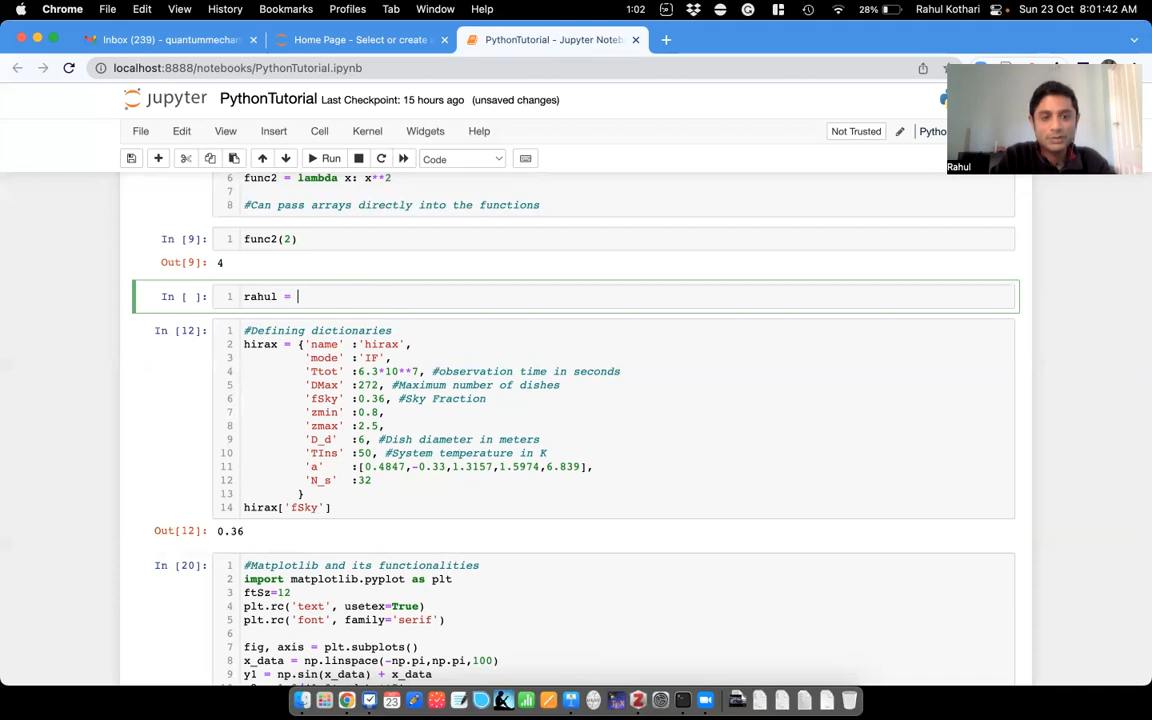 Chrome File Edit View History Bookmarks Profiles Tab Window Help 1:02 28% Rahul Kothari Sun 23 Oct 8:01:42 AM
Inbox (239) - quantummechan
Home Page - Select or create
PythonTutorial - Jupyter Noteb
localhost:8888/notebooks/PythonTutorial.ipynb
jupyter PythonTutorial Last Checkpoint: 15 hours ago (unsaved changes)
File Edit View Insert Cell Kernel Widgets Help Not Trusted Pytho
Run Code
Rahul
6 func2 = lambda x: x**2
7
8 #Can pass arrays directly into the functions
In [9]: 1 func2(2)
Out[9]: 4
In [ ]: 1 rahul =
In [12]: 1 #Defining dictionaries
2 hirax = {'name' :'hirax',
3 'mode' :'IF',
4 'Ttot' :6.3*10**7, #observation time in seconds
5 'DMax' :272, #Maximum number of dishes
6 'fSky' :0.36, #Sky Fraction
7 'zmin' :0.8,
8 'zmax' :2.5,
9 'D_d' :6, #Dish diameter in meters
10 'TIns' :50, #System temperature in K
11 'a' :[0.4847,-0.33,1.3157,1.5974,6.839],
12 'N_s' :32
13 }
14 hirax['fSky']
Out[12]: 0.36
In [20]: 1 #Matplotlib and its functionalities
2 import matplotlib.pyplot as plt
3 ftSz=12
4 plt.rc('text', usetex=True)
5 plt.rc('font', family='serif')
6
7 fig, axis = plt.subplots()
8 x_data = np.linspace(-np.pi,np.pi,100)
9 y1 = np.sin(x_data) + x_data
23